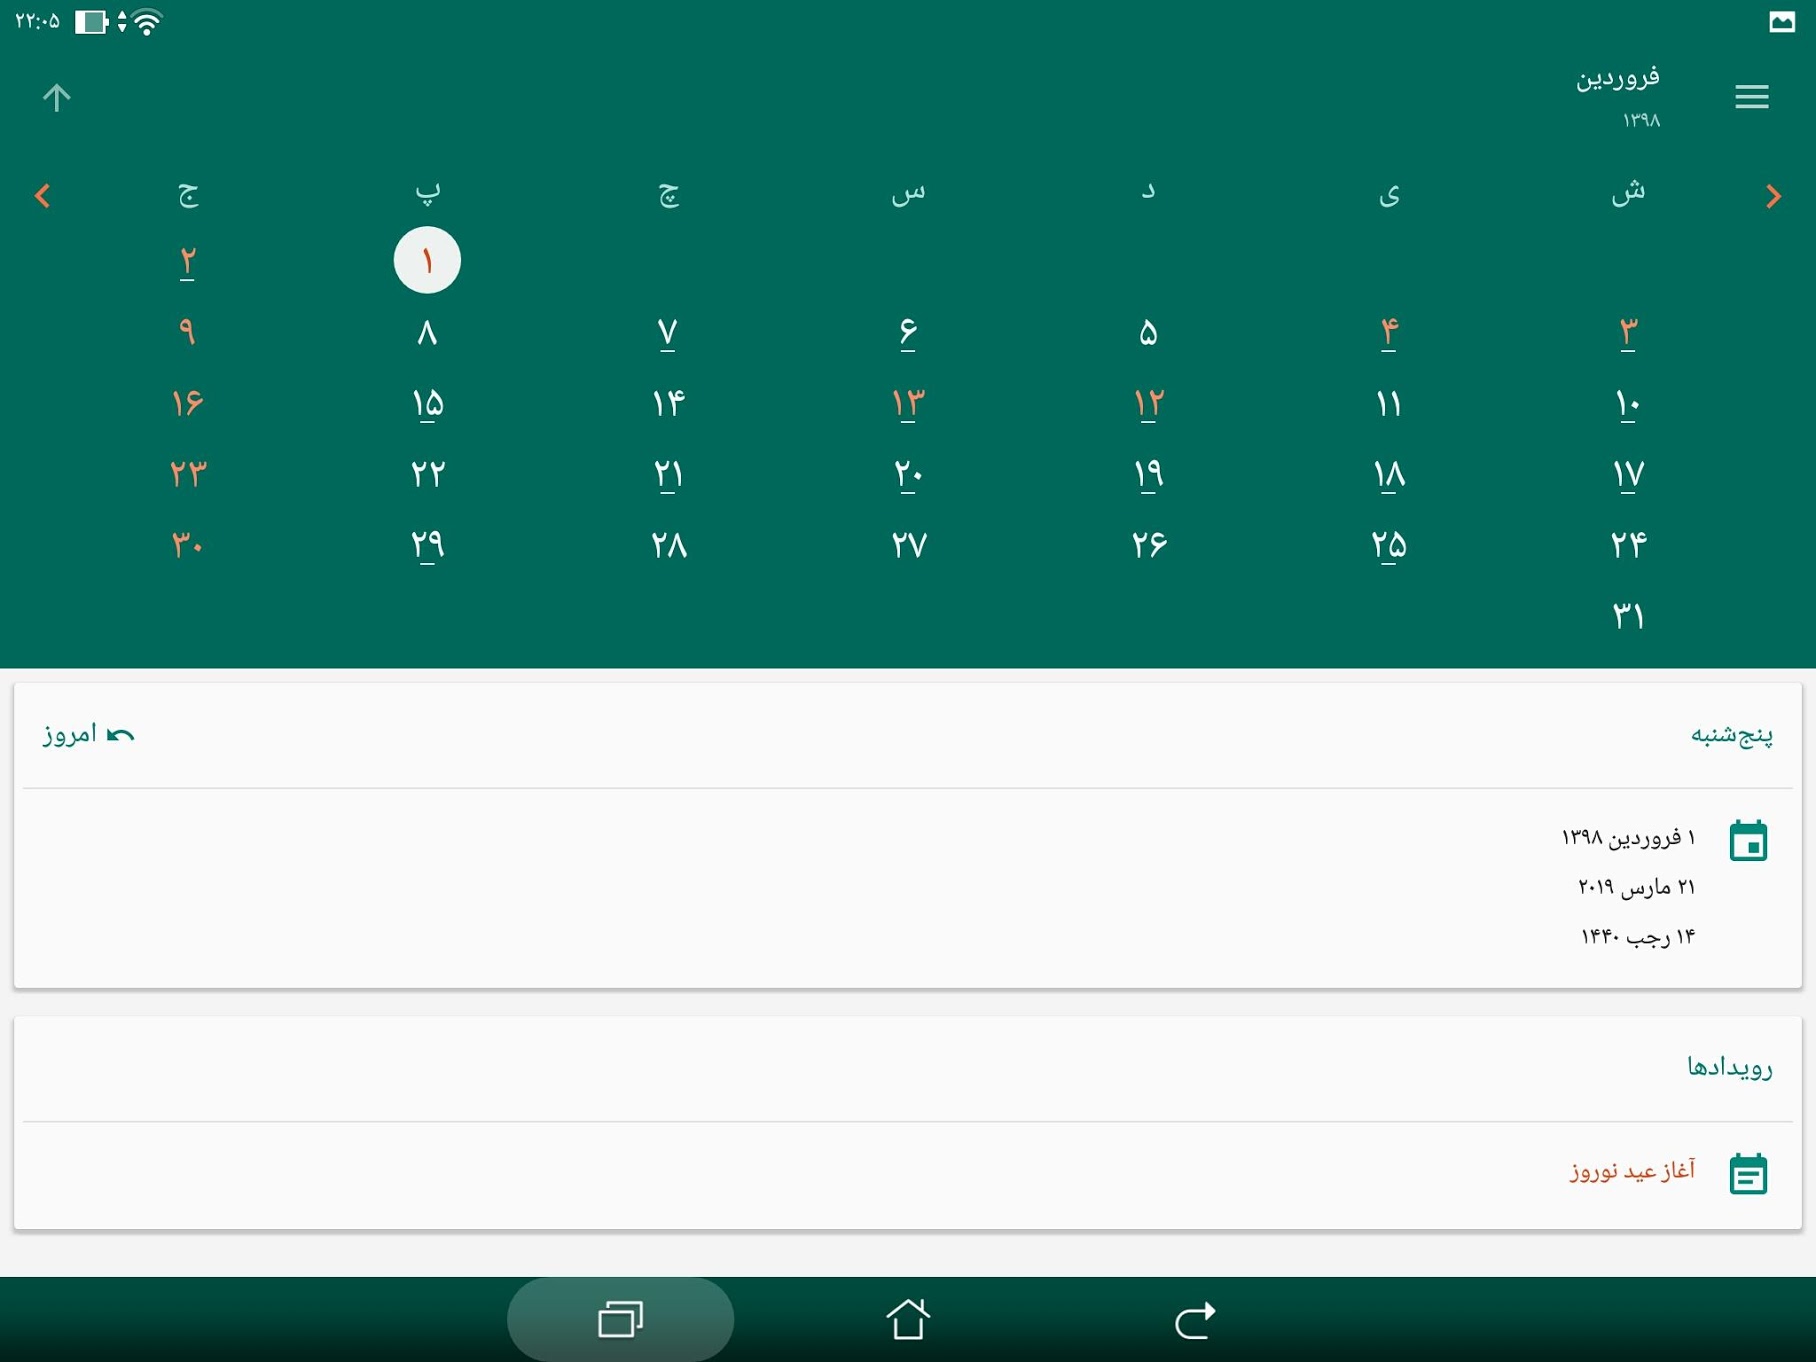 ۲۲:۰۵
فروردین
۱۳۹۸
ش ی د س چ پ ج
۱ ۲
۳ ۴ ۵ ۶ ۷ ۸ ۹
۱۰ ۱۱ ۱۲ ۱۳ ۱۴ ۱۵ ۱۶
۱۷ ۱۸ ۱۹ ۲۰ ۲۱ ۲۲ ۲۳
۲۴ ۲۵ ۲۶ ۲۷ ۲۸ ۲۹ ۳۰
۳۱
پنج‌شنبه امروز
۱ فروردین ۱۳۹۸
۲۱ مارس ۲۰۱۹
۱۴ رجب ۱۴۴۰
رویدادها
آغاز عید نوروز